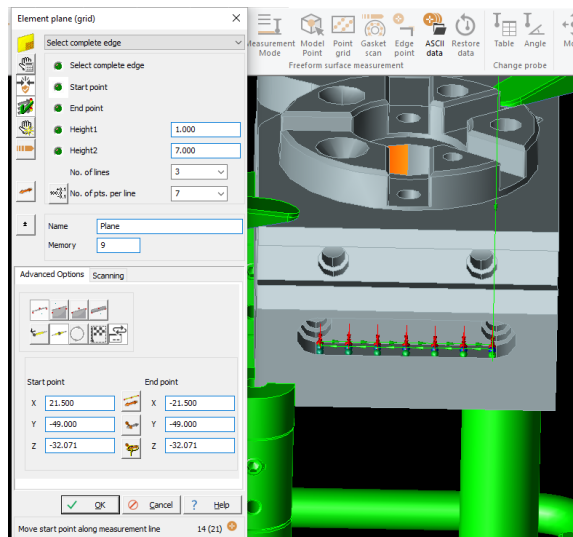 Element plane (grid)
Select complete edge
Select complete edge
Start point
End point
Height1 1.000
Height2 7.000
No. of lines 3
No. of pts. per line 7
Name Plane
Memory 9
Advanced Options Scanning
Start point End point
X 21.500 X -21.500
Y -49.000 Y -49.000
Z -32.071 Z -32.071
OK Cancel ? Help
Move start point along measurement line 14 (21)
Measurement Mode
Model Point
Point grid
Gasket scan
Edge point
ASCII data
Restore data
Table
Angle
Freeform surface measurement
Change probe